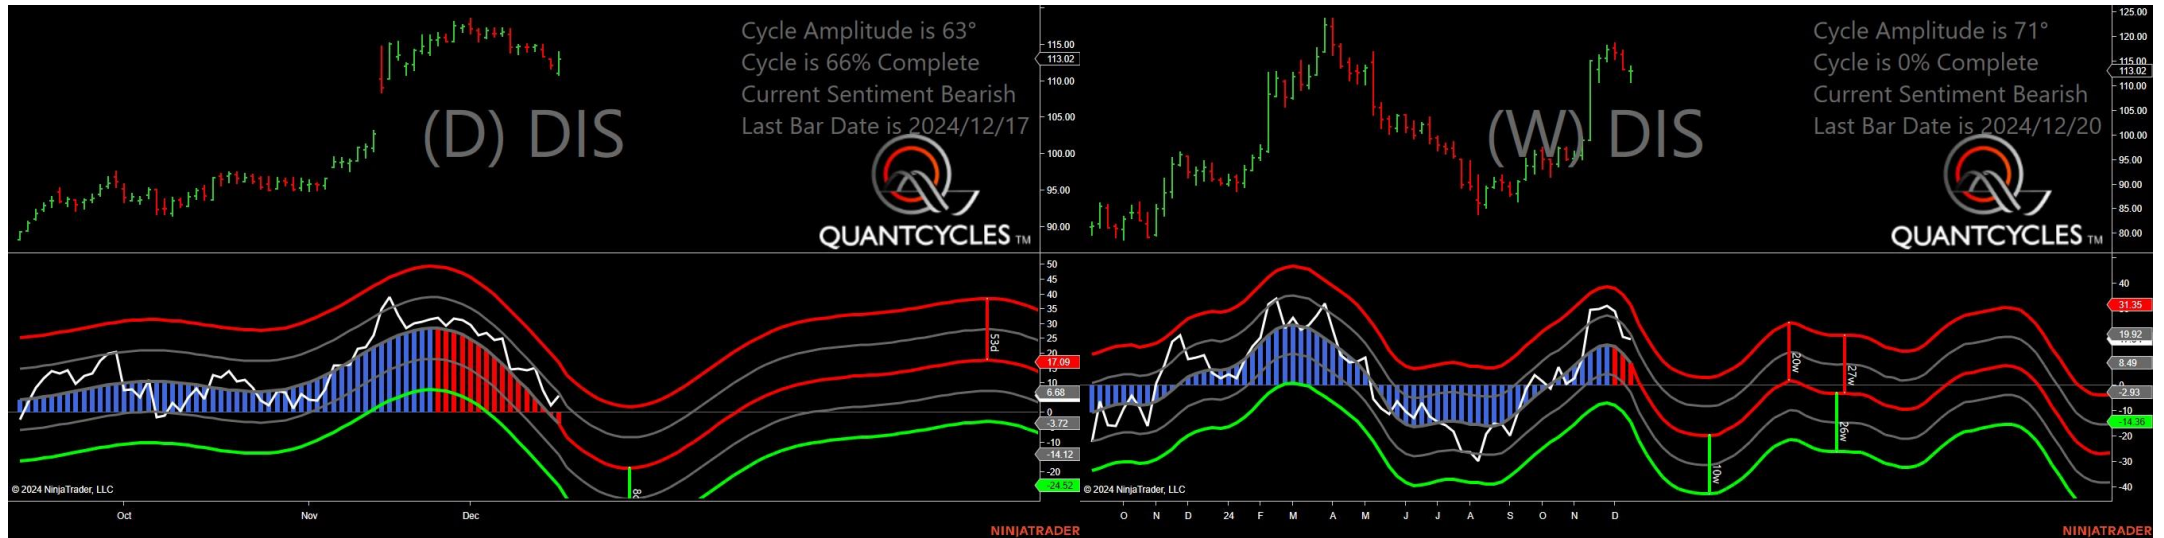 Cycle Amplitude is 63°
Cycle is 66% Complete
Current Sentiment Bearish
Last Bar Date is 2024/12/17
(D) DIS
QUANTCYCLES TM
115.00
113.02
110.00
105.00
100.00
95.00
90.00
50
45
40
35
30
25
20
17.09
10
6.68
0
-3.72
-10
-14.12
-20
-24.52
53d
© 2024 NinjaTrader, LLC
Oct Nov Dec
NINJATRADER
Cycle Amplitude is 71°
Cycle is 0% Complete
Current Sentiment Bearish
Last Bar Date is 2024/12/20
(W) DIS
QUANTCYCLES TM
125.00
120.00
115.00
113.02
110.00
105.00
100.00
95.00
90.00
85.00
80.00
40
31.35
19.92
8.49
0
-2.93
-10
-14.36
-20
-30
-40
20w
27w
26w
10w
© 2024 NinjaTrader, LLC
O N D 24 F M A M J J A S O N D
NINJATRADER